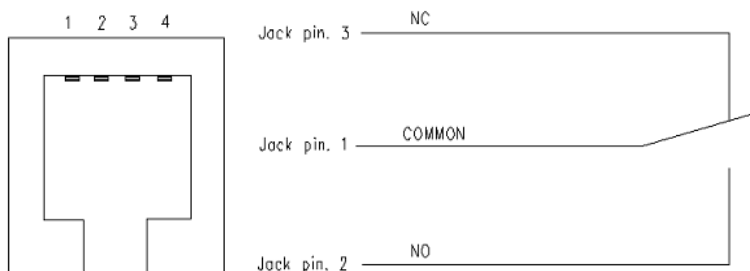 1 2 3 4
Jack pin. 3 NC
Jack pin. 1 COMMON
Jack pin. 2 NO